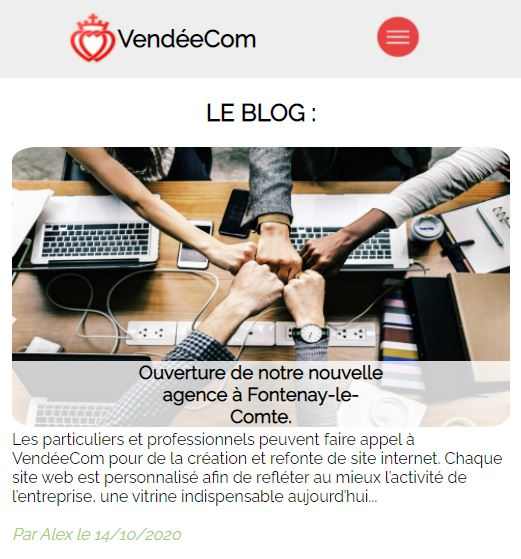 VendéeCom
LE BLOG :
Ouverture de notre nouvelle
agence à Fontenay-le-
Comte.
Les particuliers et professionnels peuvent faire appel à
VendéeCom pour de la création et refonte de site internet. Chaque
site web est personnalisé afin de refléter au mieux l'activité de
l'entreprise, une vitrine indispensable aujourd'hui...
Par Alex le 14/10/2020